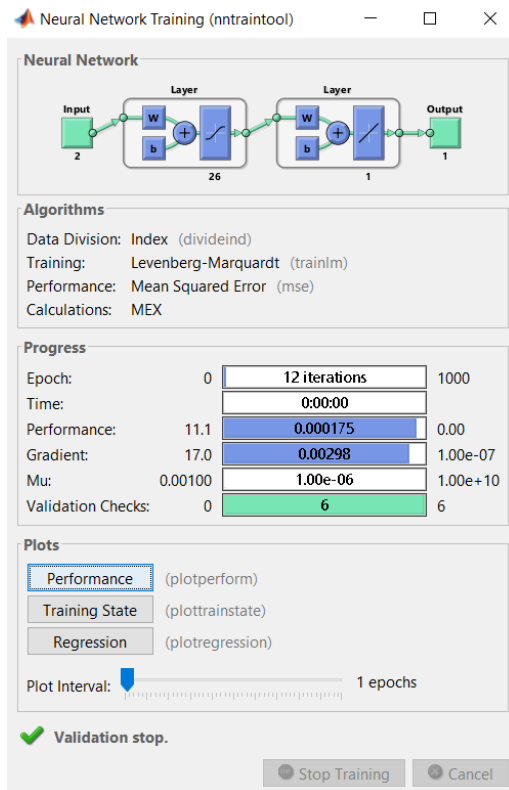 Neural Network Training (nntraintool)
Neural Network
Layer Layer
Input Output
W W
+ +
b b
2 1
26 1
Algorithms
Data Division: Index (divideind)
Training: Levenberg-Marquardt (trainlm)
Performance: Mean Squared Error (mse)
Calculations: MEX
Progress
Epoch: 0 12 iterations 1000
Time: 0:00:00
Performance: 11.1 0.000175 0.00
Gradient: 17.0 0.00298 1.00e-07
Mu: 0.00100 1.00e-06 1.00e+10
Validation Checks: 0 6 6
Plots
Performance (plotperform)
Training State (plottrainstate)
Regression (plotregression)
Plot Interval: 1 epochs
Validation stop.
Stop Training Cancel